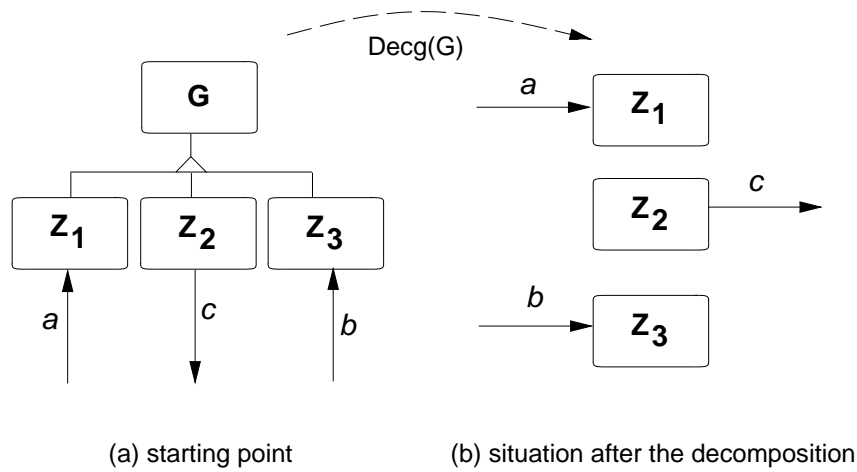 Decg(G)
G
Z1 Z2 Z3
a c b
a Z1
Z2 c
b Z3
(a) starting point
(b) situation after the decomposition